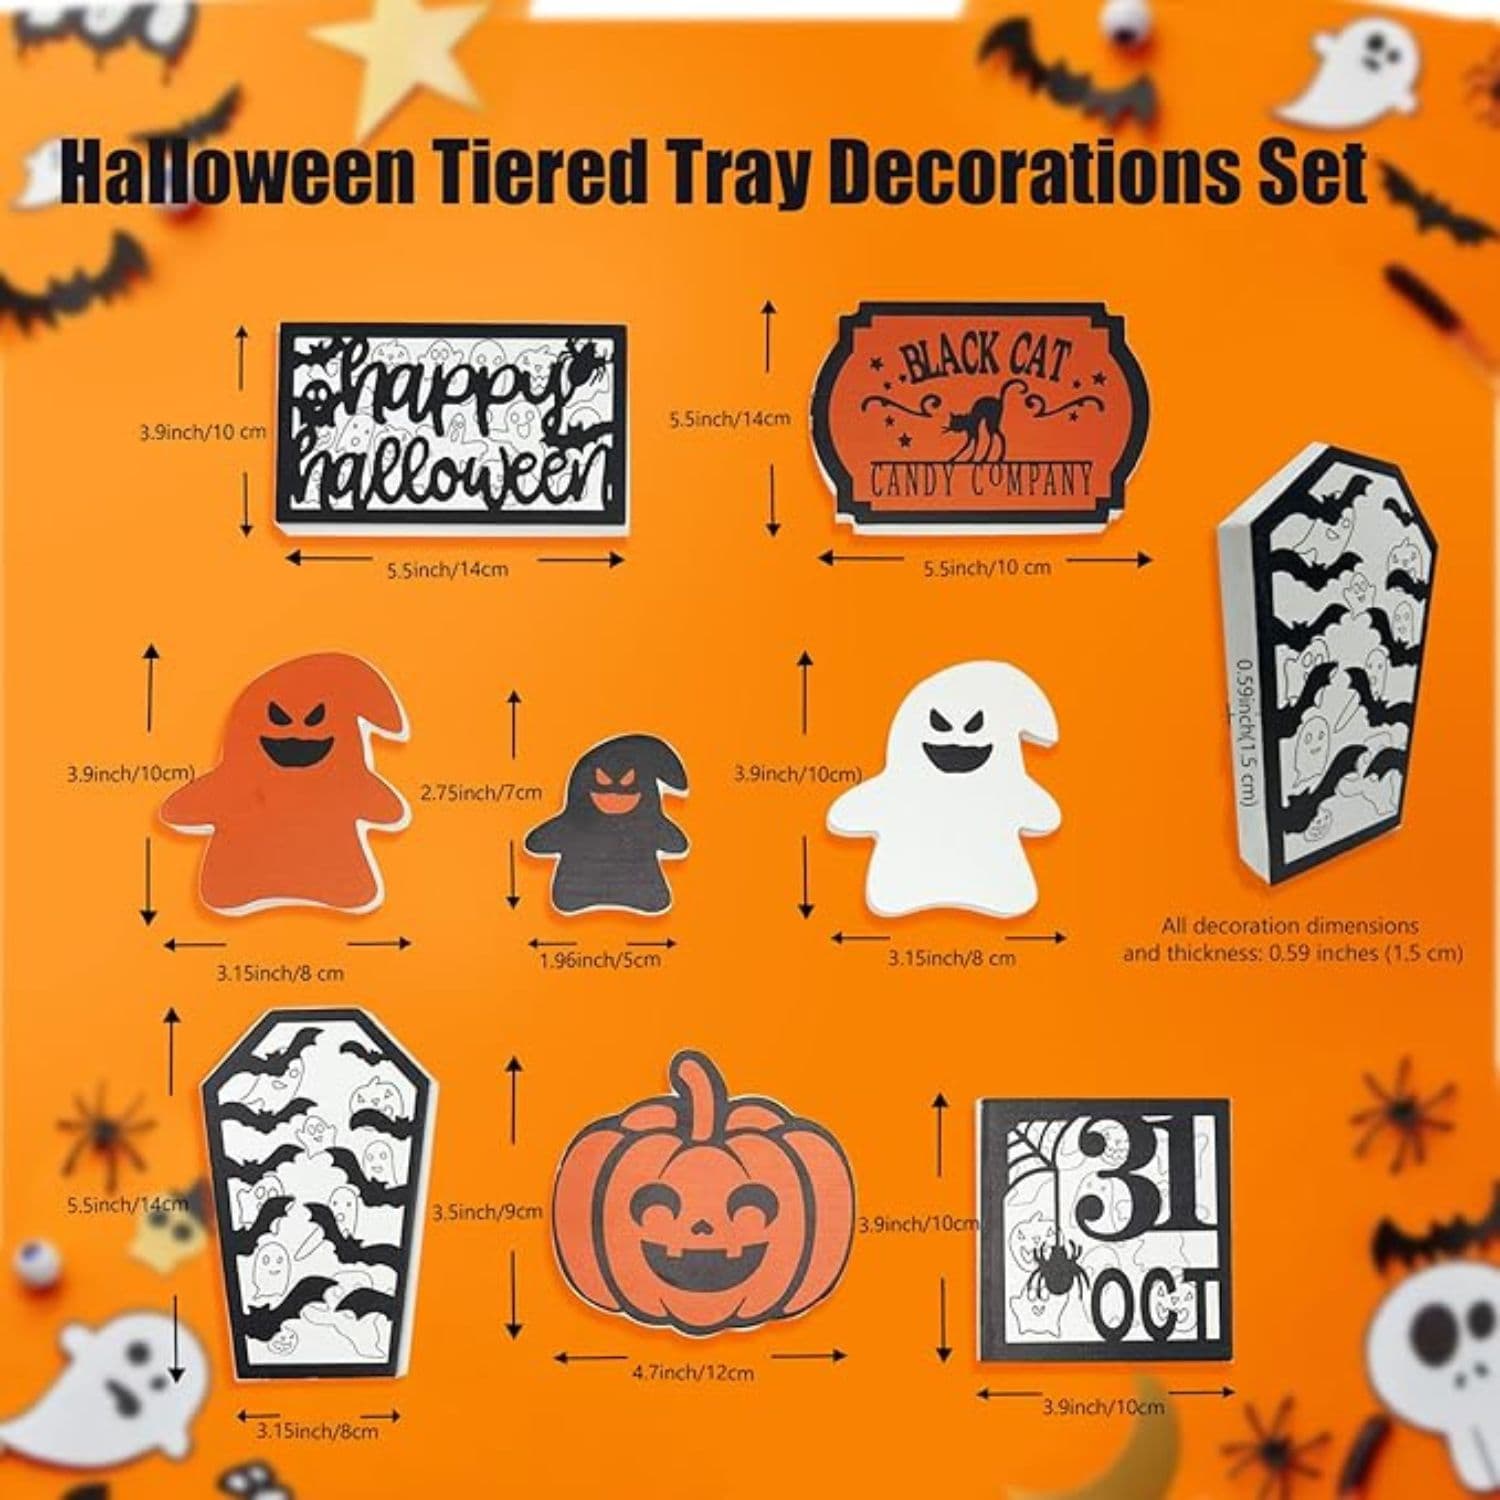 Halloween Tiered Tray Decorations Set
happy
halloween
3.9inch/10 cm
5.5inch/14cm
BLACK CAT
CANDY COMPANY
5.5inch/14cm
5.5inch/10 cm
0.59inch(1.5 cm)
All decoration dimensions
and thickness: 0.59 inches (1.5 cm)
3.9inch/10cm)
3.15inch/8 cm
2.75inch/7cm
1.96inch/5cm
3.9inch/10cm)
3.15inch/8 cm
5.5inch/14cm
3.15inch/8cm
3.5inch/9cm
4.7inch/12cm
3.9inch/10cm
31
OCT
3.9inch/10cm